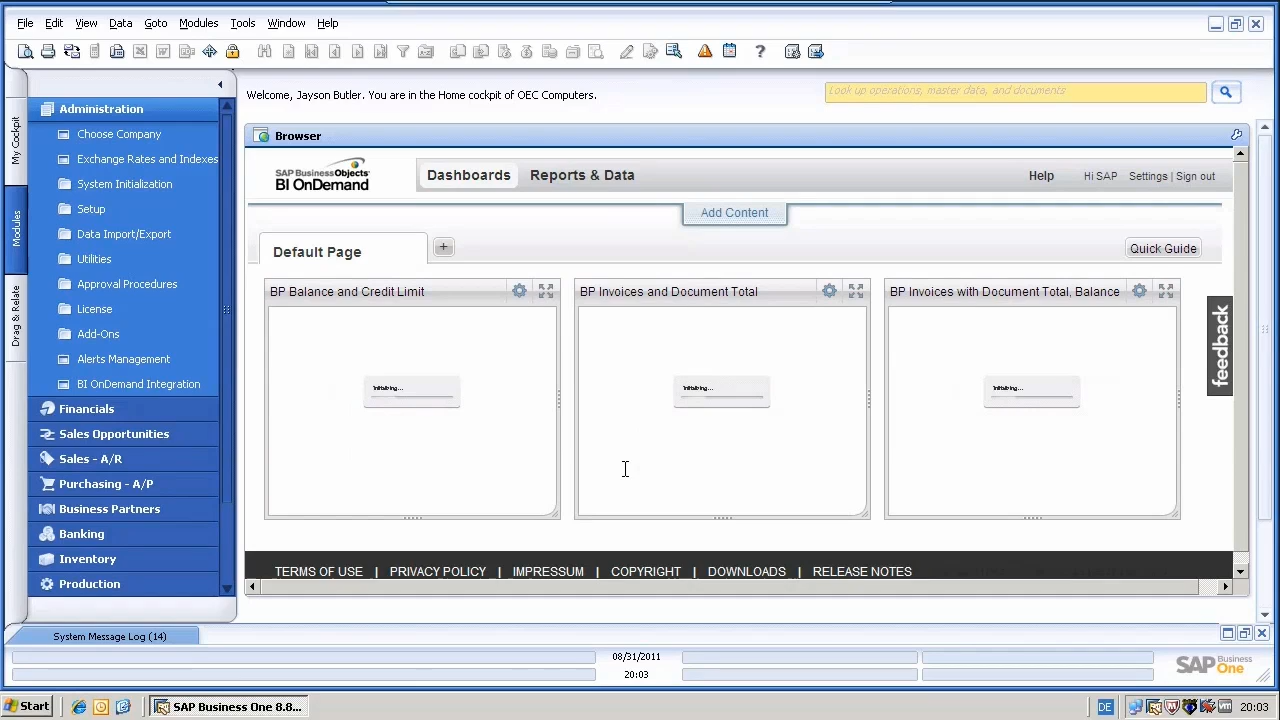 File Edit View Data Goto Modules Tools Window Help
Welcome, Jayson Butler. You are in the Home cockpit of OEC Computers.
Look up operations, master data, and documents
My Cockpit
Modules
Drag & Relate
Administration
Choose Company
Exchange Rates and Indexes
System Initialization
Setup
Data Import/Export
Utilities
Approval Procedures
License
Add-Ons
Alerts Management
BI OnDemand Integration
Financials
Sales Opportunities
Sales - A/R
Purchasing - A/P
Business Partners
Banking
Inventory
Production
Browser
SAP BusinessObjects
BI OnDemand
Dashboards Reports & Data Help Hi SAP Settings | Sign out
Add Content
Default Page + Quick Guide
BP Balance and Credit Limit
Initializing...
BP Invoices and Document Total
Initializing...
BP Invoices with Document Total, Balance
Initializing...
feedback
TERMS OF USE | PRIVACY POLICY | IMPRESSUM | COPYRIGHT | DOWNLOADS | RELEASE NOTES
System Message Log (14)
08/31/2011
20:03
SAP Business One
Start SAP Business One 8.8... DE 20:03